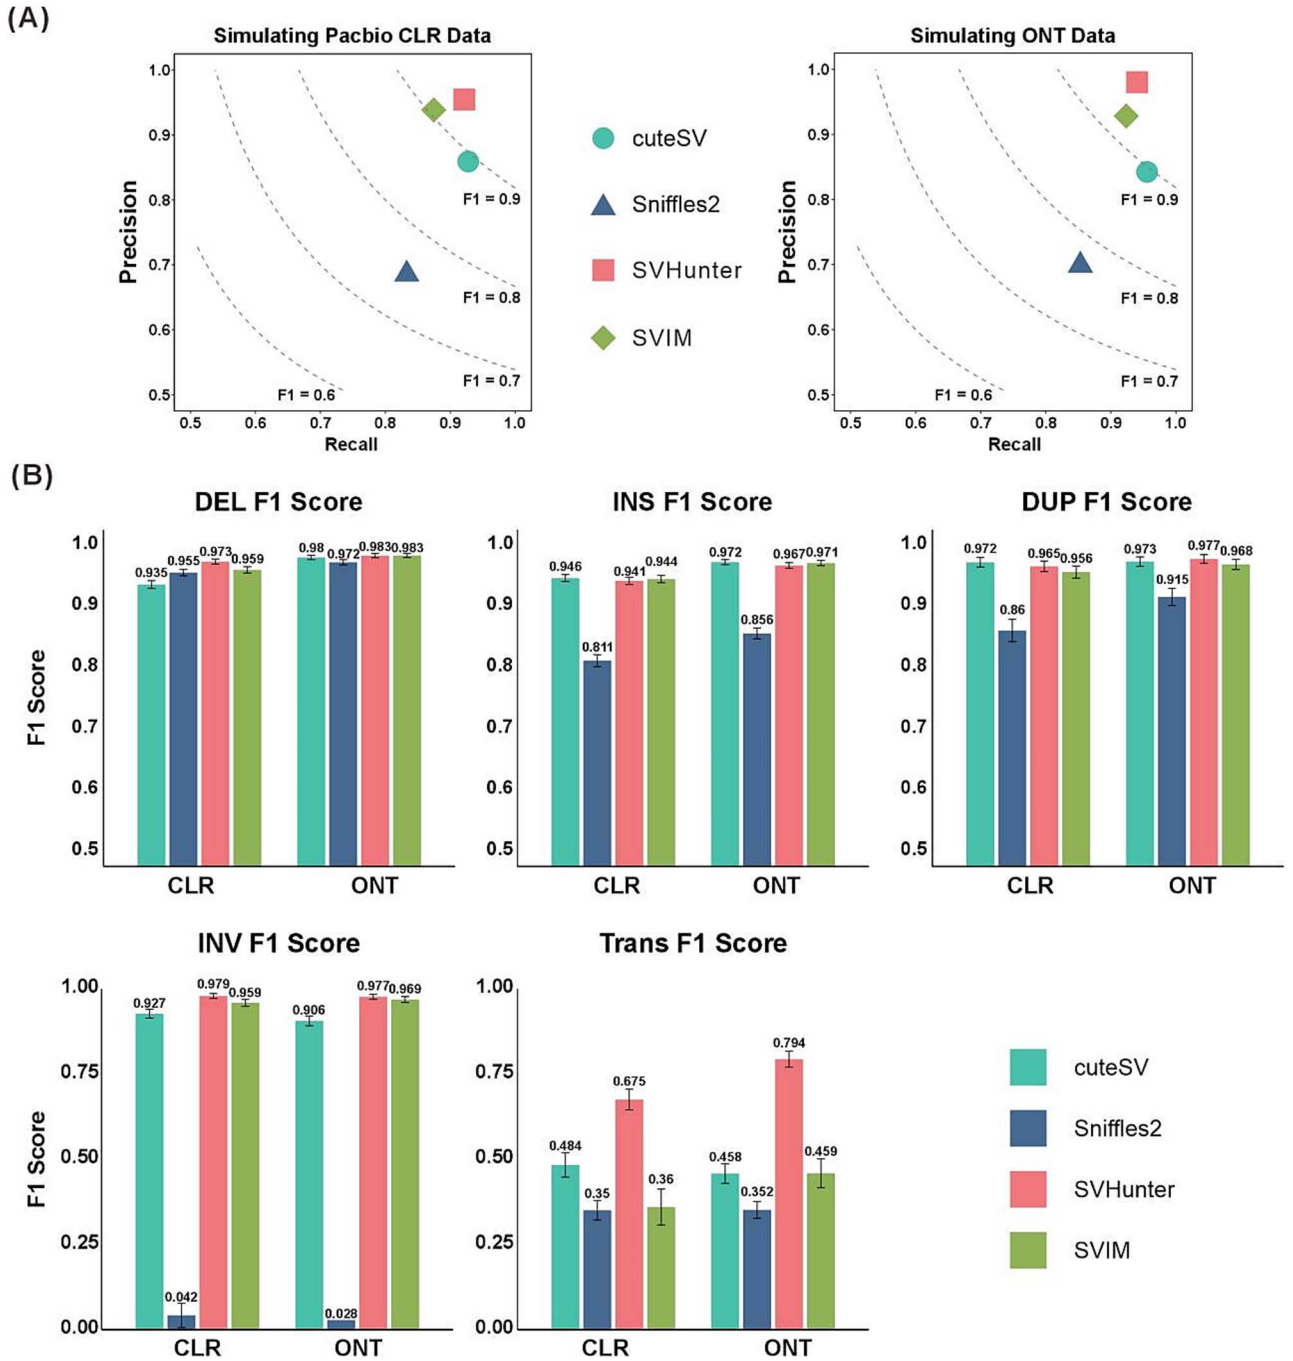 (A)
Simulating Pacbio CLR Data
1.0
0.9
0.8
0.7
0.6
0.5
Precision
F1 = 0.9
F1 = 0.8
F1 = 0.7
F1 = 0.6
0.5 0.6 0.7 0.8 0.9 1.0
Recall
cuteSV
Sniffles2
SVHunter
SVIM
Simulating ONT Data
1.0
0.9
0.8
0.7
0.6
0.5
Precision
F1 = 0.9
F1 = 0.8
F1 = 0.7
F1 = 0.6
0.5 0.6 0.7 0.8 0.9 1.0
Recall
(B)
DEL F1 Score
1.0
0.9
0.8
0.7
0.6
0.5
F1 Score
0.935 0.955 0.973 0.959 0.98 0.972 0.983 0.983
CLR ONT
INS F1 Score
1.0
0.9
0.8
0.7
0.6
0.5
0.946 0.811 0.941 0.944 0.972 0.856 0.967 0.971
CLR ONT
DUP F1 Score
1.0
0.9
0.8
0.7
0.6
0.5
0.972 0.86 0.965 0.956 0.973 0.915 0.977 0.968
CLR ONT
INV F1 Score
1.00
0.75
0.50
0.25
0.00
F1 Score
0.927 0.042 0.979 0.959 0.906 0.028 0.977 0.969
CLR ONT
Trans F1 Score
1.00
0.75
0.50
0.25
0.00
0.484 0.35 0.675 0.36 0.458 0.352 0.794 0.459
CLR ONT
cuteSV
Sniffles2
SVHunter
SVIM